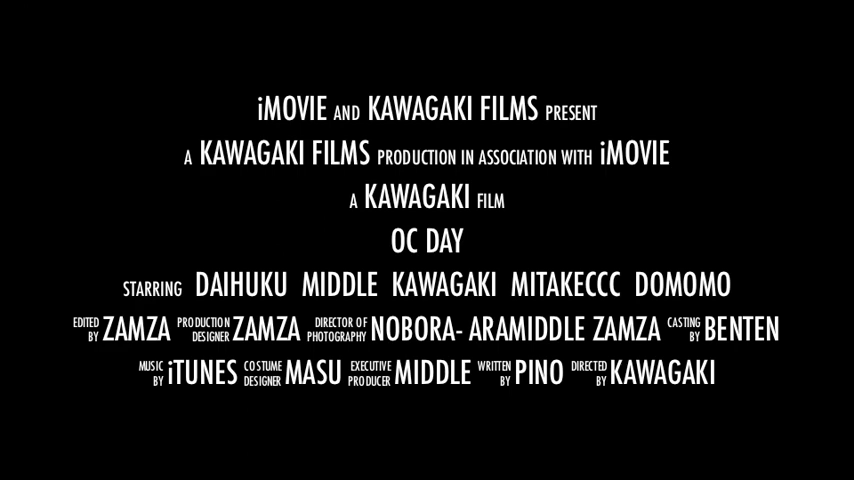 iMOVIE AND KAWAGAKI FILMS PRESENT
A KAWAGAKI FILMS PRODUCTION IN ASSOCIATION WITH iMOVIE
A KAWAGAKI FILM
OC DAY
STARRING DAIHUKU MIDDLE KAWAGAKI MITAKECCC DOMOMO
EDITED BY ZAMZA PRODUCTION DESIGNER ZAMZA DIRECTOR OF PHOTOGRAPHY NOBORA- ARAMIDDLE ZAMZA CASTING BY BENTEN
MUSIC BY iTUNES COSTUME DESIGNER MASU EXECUTIVE PRODUCER MIDDLE WRITTEN BY PINO DIRECTED BY KAWAGAKI